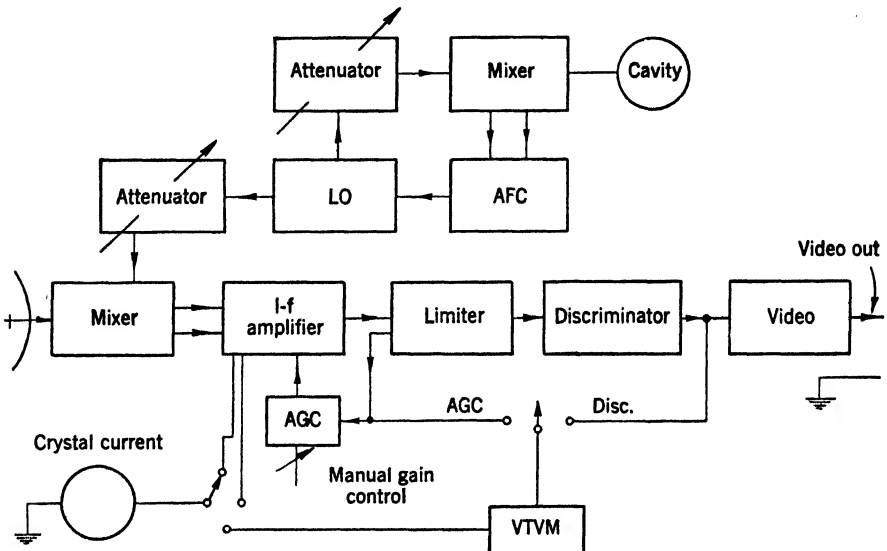 Attenuator
Mixer
Cavity
Attenuator
LO
AFC
Video out
Mixer
I-f
amplifier
Limiter
Discriminator
Video
AGC
AGC
Disc.
Crystal current
Manual gain
control
VTVM